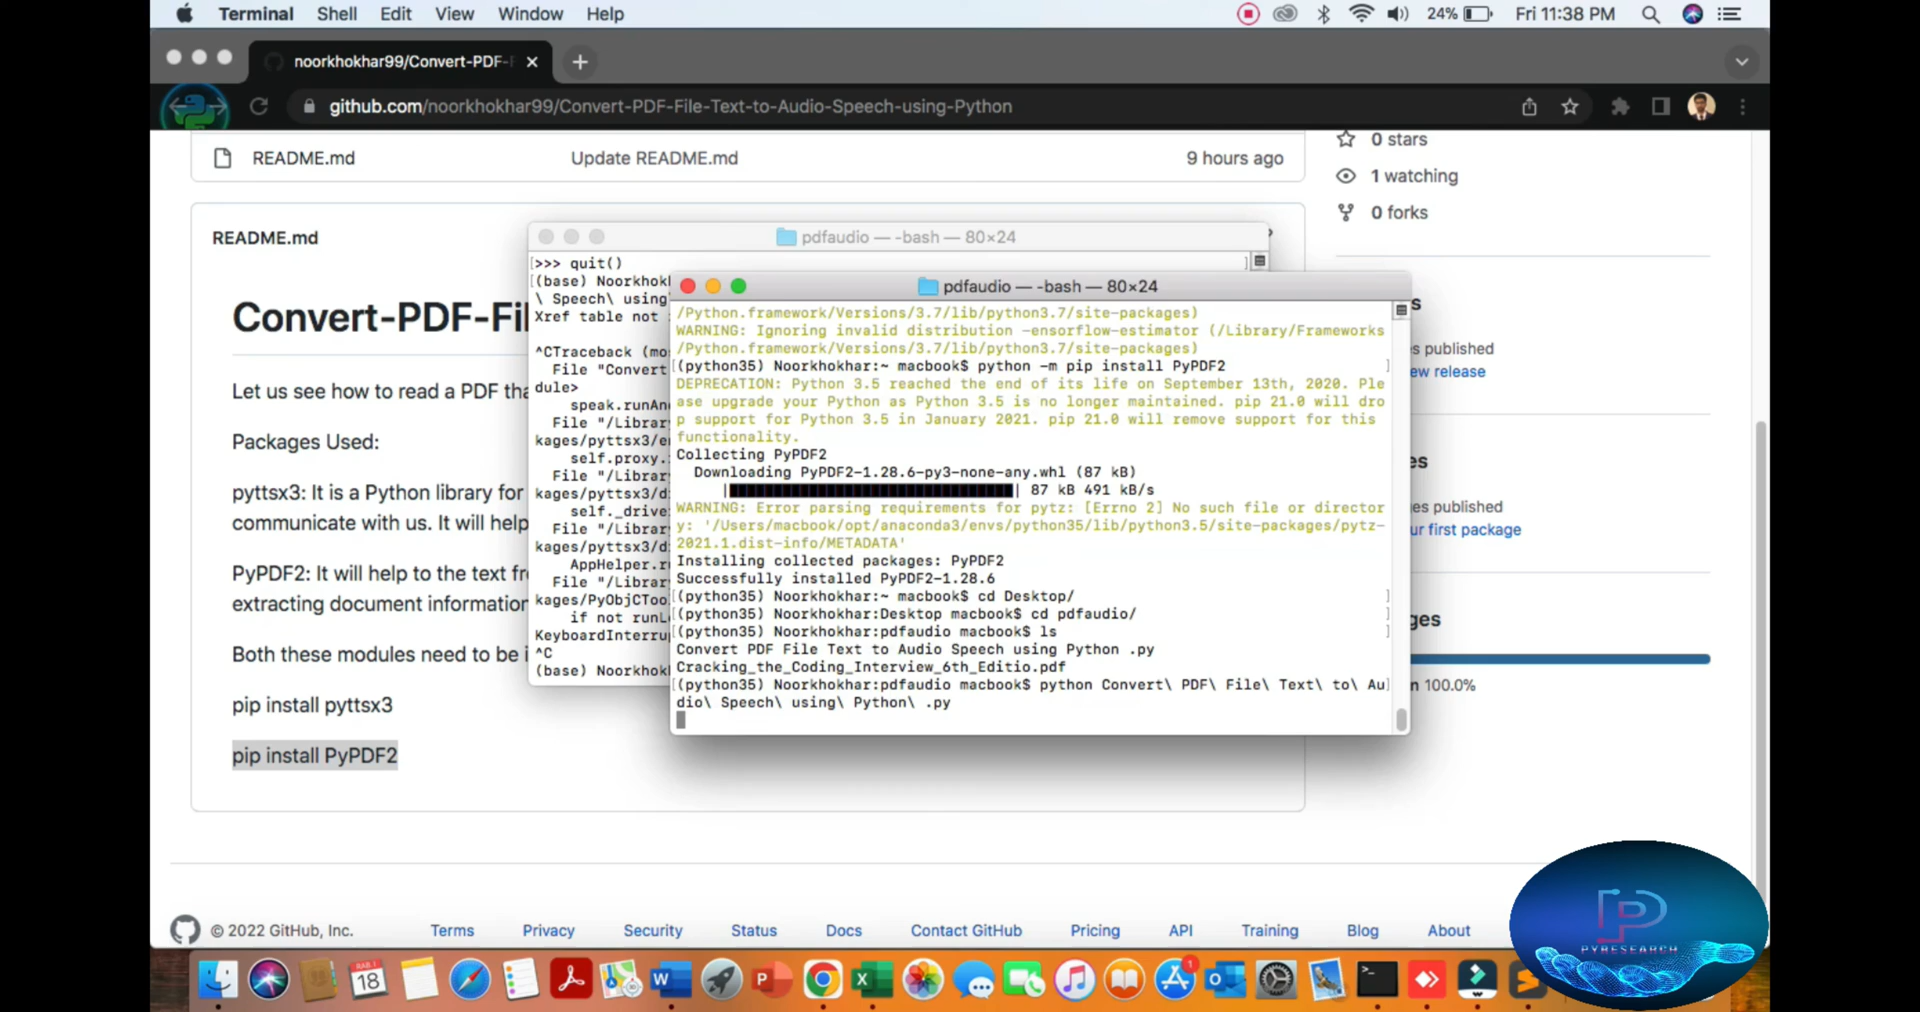 Terminal Shell Edit View Window Help 24% Fri 11:38 PM
noorkhokhar99/Convert-PDF-F
github.com/noorkhokhar99/Convert-PDF-File-Text-to-Audio-Speech-using-Python
README.md Update README.md 9 hours ago
0 stars
1 watching
0 forks
README.md
Convert-PDF-Fi
Let us see how to read a PDF tha
Packages Used:
pyttsx3: It is a Python library for
communicate with us. It will help
PyPDF2: It will help to the text fr
extracting document information
Both these modules need to be i
pip install pyttsx3
pip install PyPDF2
pdfaudio — -bash — 80×24
[>>> quit() ]
(base) Noorkhok
\ Speech\ using
Xref table not
^CTraceback (mo
File "Convert
dule>
speak.runAn
File "/Library
kages/pyttsx3/e
self.proxy.
File "/Library
kages/pyttsx3/d
self._drive
File "/Library
kages/pyttsx3/d
AppHelper.r
File "/Library
kages/PyObjCToo
if not runL
KeyboardInterru
^C
(base) Noorkhok
pdfaudio — -bash — 80×24
/Python.framework/Versions/3.7/lib/python3.7/site-packages)
WARNING: Ignoring invalid distribution -ensorflow-estimator (/Library/Frameworks
/Python.framework/Versions/3.7/lib/python3.7/site-packages)
[(python35) Noorkhokhar:~ macbook$ python -m pip install PyPDF2 ]
DEPRECATION: Python 3.5 reached the end of its life on September 13th, 2020. Ple
ase upgrade your Python as Python 3.5 is no longer maintained. pip 21.0 will dro
p support for Python 3.5 in January 2021. pip 21.0 will remove support for this
functionality.
Collecting PyPDF2
Downloading PyPDF2-1.28.6-py3-none-any.whl (87 kB)
| | 87 kB 491 kB/s
WARNING: Error parsing requirements for pytz: [Errno 2] No such file or director
y: '/Users/macbook/opt/anaconda3/envs/python35/lib/python3.5/site-packages/pytz-
2021.1.dist-info/METADATA'
Installing collected packages: PyPDF2
Successfully installed PyPDF2-1.28.6
[(python35) Noorkhokhar:~ macbook$ cd Desktop/ ]
[(python35) Noorkhokhar:Desktop macbook$ cd pdfaudio/ ]
[(python35) Noorkhokhar:pdfaudio macbook$ ls ]
Convert PDF File Text to Audio Speech using Python .py
Cracking_the_Coding_Interview_6th_Editio.pdf
[(python35) Noorkhokhar:pdfaudio macbook$ python Convert\ PDF\ File\ Text\ to\ Au]
dio\ Speech\ using\ Python\ .py
s
s published
ew release
es
es published
ur first package
ges
n 100.0%
© 2022 GitHub, Inc. Terms Privacy Security Status Docs Contact GitHub Pricing API Training Blog About
PYRESEARCH
18
1